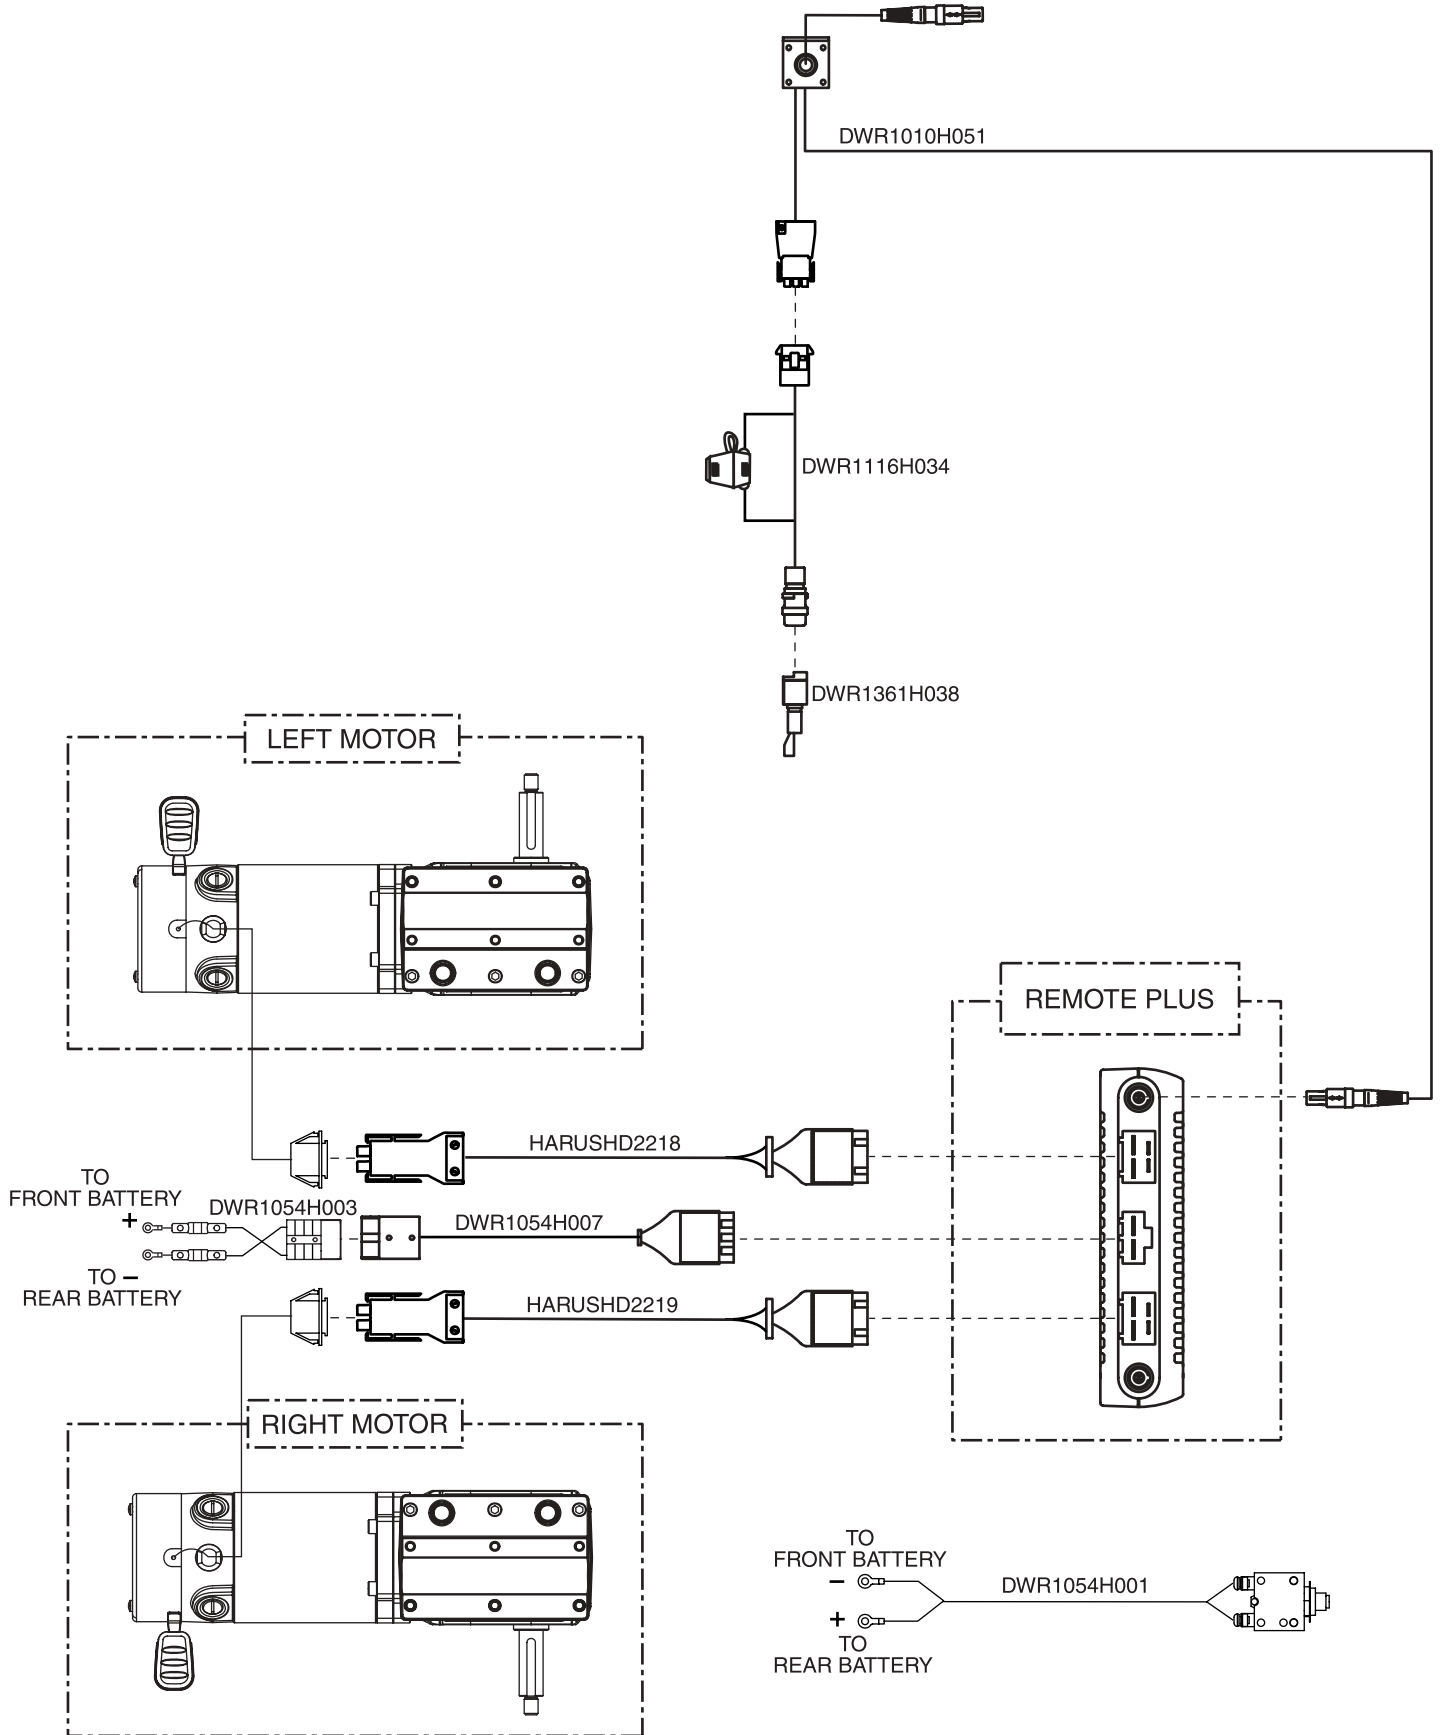 DWR1010H051
DWR1116H034
DWR1361H038
LEFT MOTOR
REMOTE PLUS
HARUSHD2218
TO
FRONT BATTERY
+
DWR1054H003
DWR1054H007
TO –
REAR BATTERY
HARUSHD2219
RIGHT MOTOR
TO
FRONT BATTERY
–
DWR1054H001
+
TO
REAR BATTERY